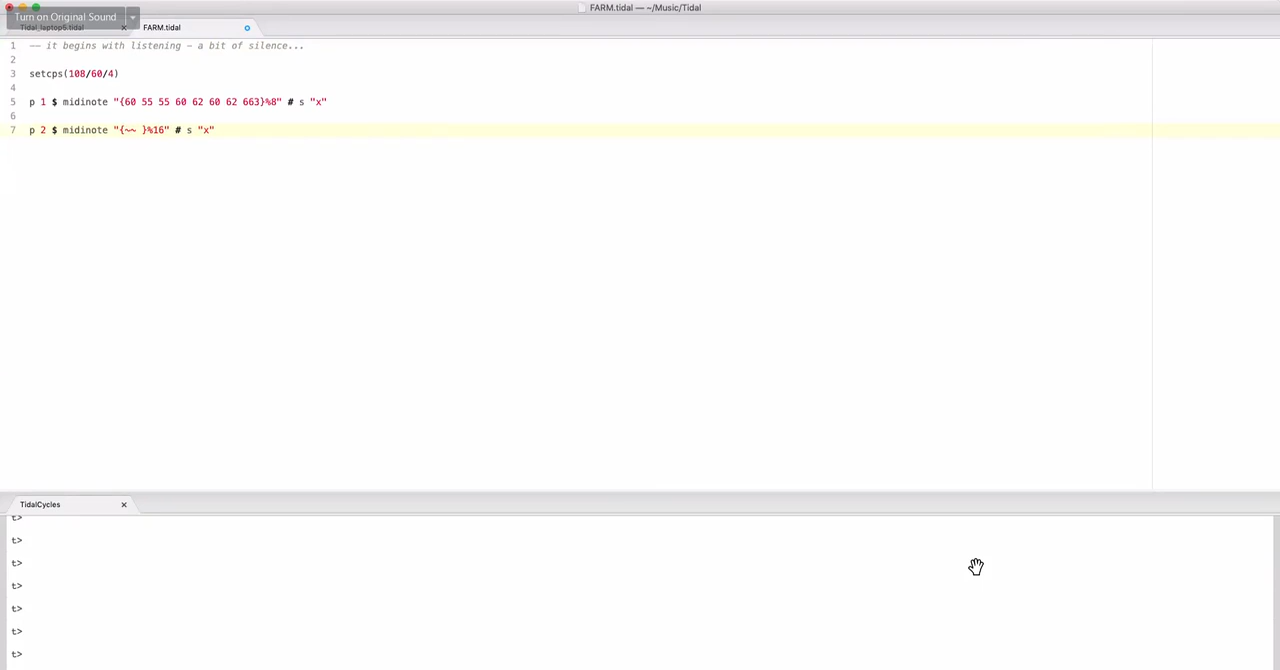 FARM.tidal — ~/Music/Tidal
Turn on Original Sound
Tidal_laptop5.tidal
FARM.tidal
1 -- it begins with listening - a bit of silence...
2
3 setcps(108/60/4)
4
5 p 1 $ midinote "{60 55 55 60 62 60 62 663}%8" # s "x"
6
7 p 2 $ midinote "{~~ }%16" # s "x"
TidalCycles
t>
t>
t>
t>
t>
t>
t>